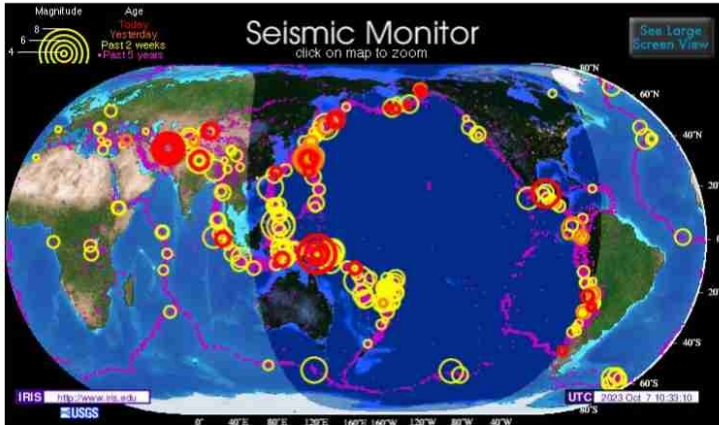 Magnitude
8
6
4
Age
Today
Yesterday
Past 2 weeks
Past 5 years
Seismic Monitor
click on map to zoom
See Large
Screen View
80°N
60°N
40°N
20°
0°
20°S
40°S
60°S
80°S
0° 40°E 80°E 120°E 160°E 160°W 120°W 80°W 40°W
IRIS http://www.iris.edu
USGS
UTC 2023 Oct 7 10:33:10